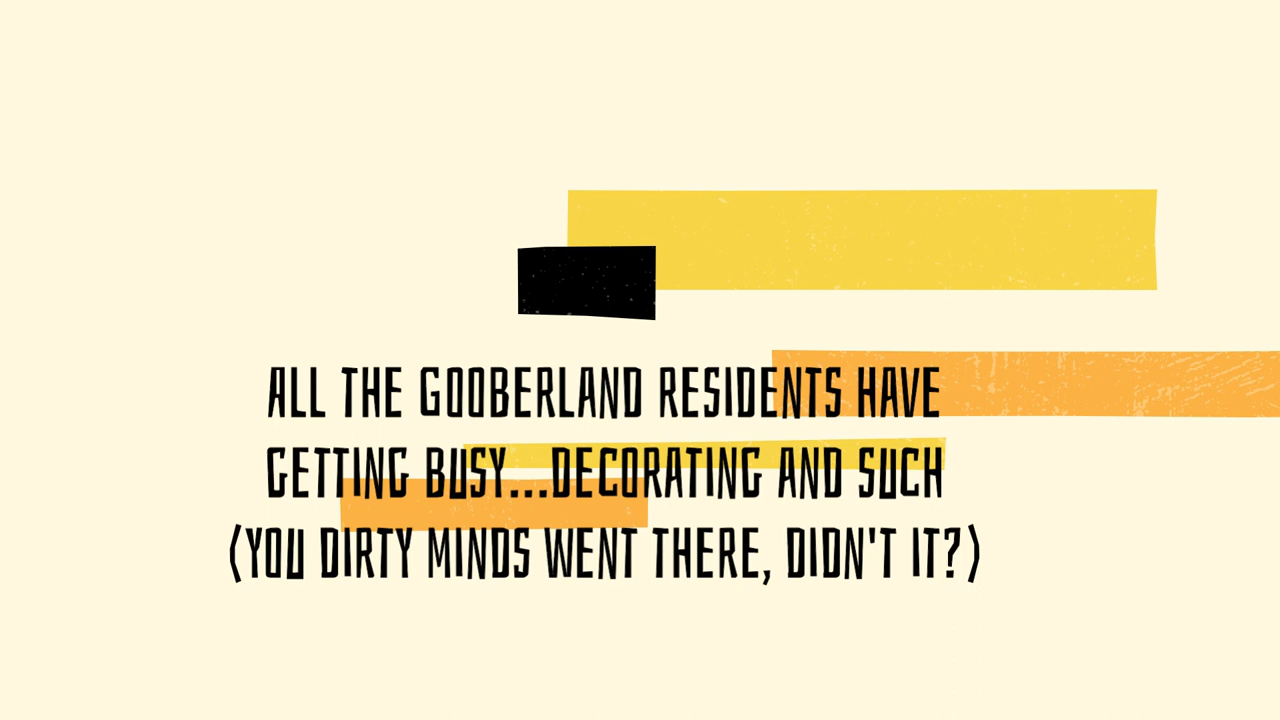 ALL THE GOOBERLAND RESIDENTS HAVE
GETTING BUSY...DECORATING AND SUCH
(YOU DIRTY MINDS WENT THERE, DIDN'T IT?)